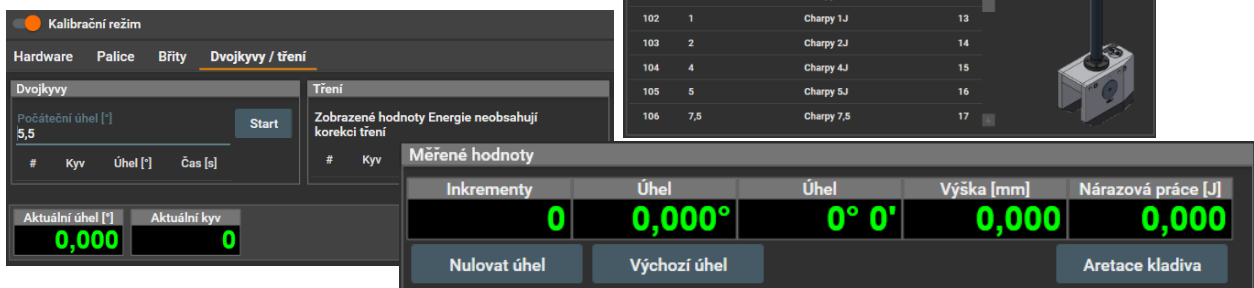 Kalibrační režim
Hardware Palice Břity Dvojkyvy / tření
Dvojkyvy
Počáteční úhel [°]
5,5
Start
# Kyv Úhel [°] Čas [s]
Tření
Zobrazené hodnoty Energie neobsahují
korekci tření
# Kyv
Aktuální úhel [°] Aktuální kyv
0,000 0
102 1 Charpy 1J 13
103 2 Charpy 2J 14
104 4 Charpy 4J 15
105 5 Charpy 5J 16
106 7,5 Charpy 7,5 17
Měřené hodnoty
Inkrementy Úhel Úhel Výška [mm] Nárazová práce [J]
0 0,000° 0° 0' 0,000 0,000
Nulovat úhel Výchozí úhel Aretace kladiva